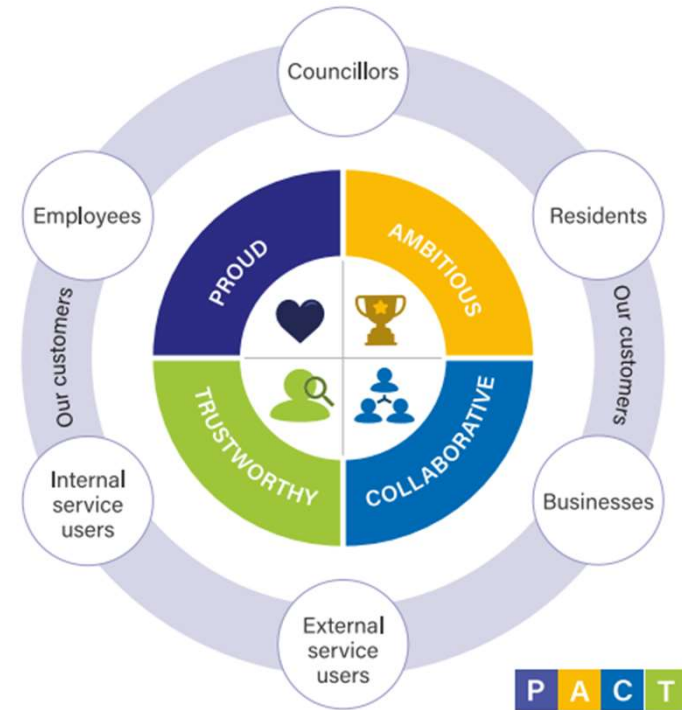 Councillors
Employees
Residents
PROUD
AMBITIOUS
Our customers
Our customers
TRUSTWORTHY
COLLABORATIVE
Internal
service
users
Businesses
External
service
users
P A C T